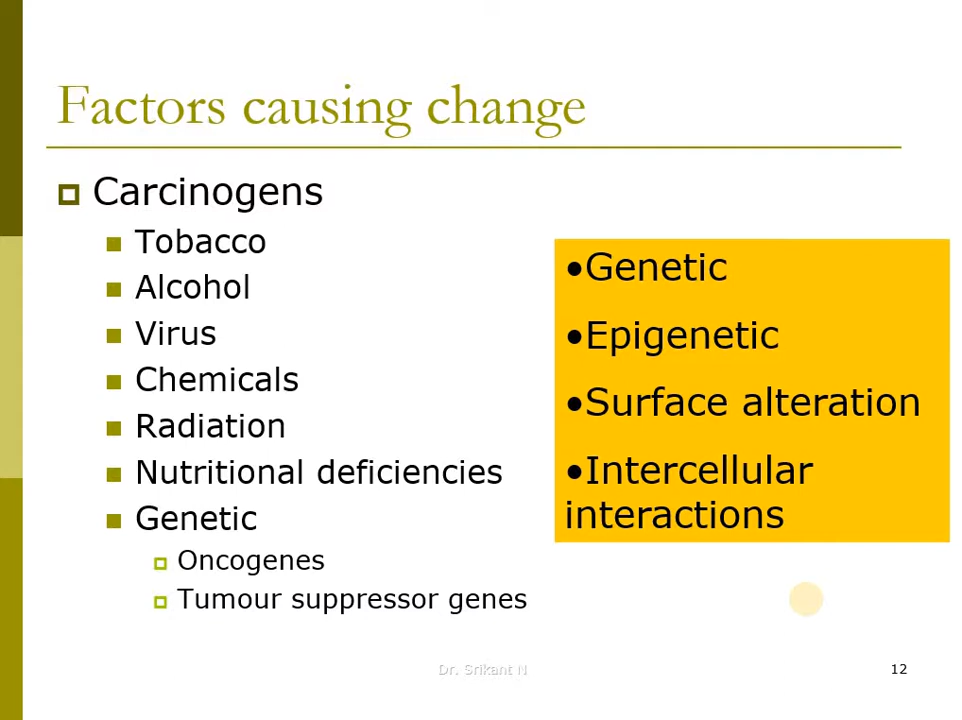 Factors causing change
Carcinogens
Tobacco
Alcohol
Virus
Chemicals
Radiation
Nutritional deficiencies
Genetic
Oncogenes
Tumour suppressor genes
•Genetic
•Epigenetic
•Surface alteration
•Intercellular
interactions
Dr. Srikant N
12